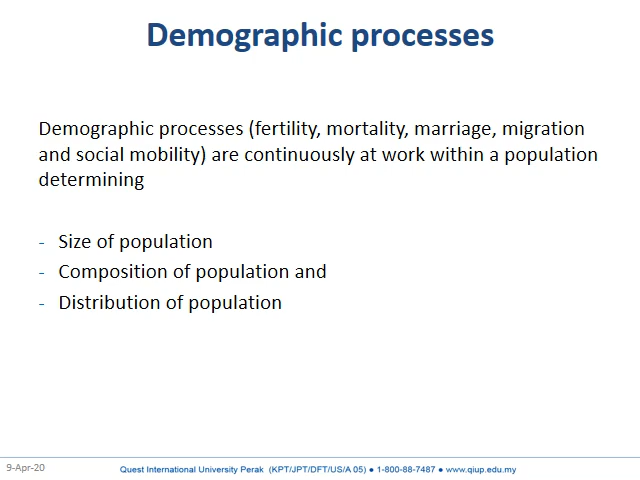 Demographic processes
Demographic processes (fertility, mortality, marriage, migration
and social mobility) are continuously at work within a population
determining
- Size of population
- Composition of population and
- Distribution of population
9-Apr-20
Quest International University Perak (KPT/JPT/DFT/US/A 05) ● 1-800-88-7487 ● www.qiup.edu.my